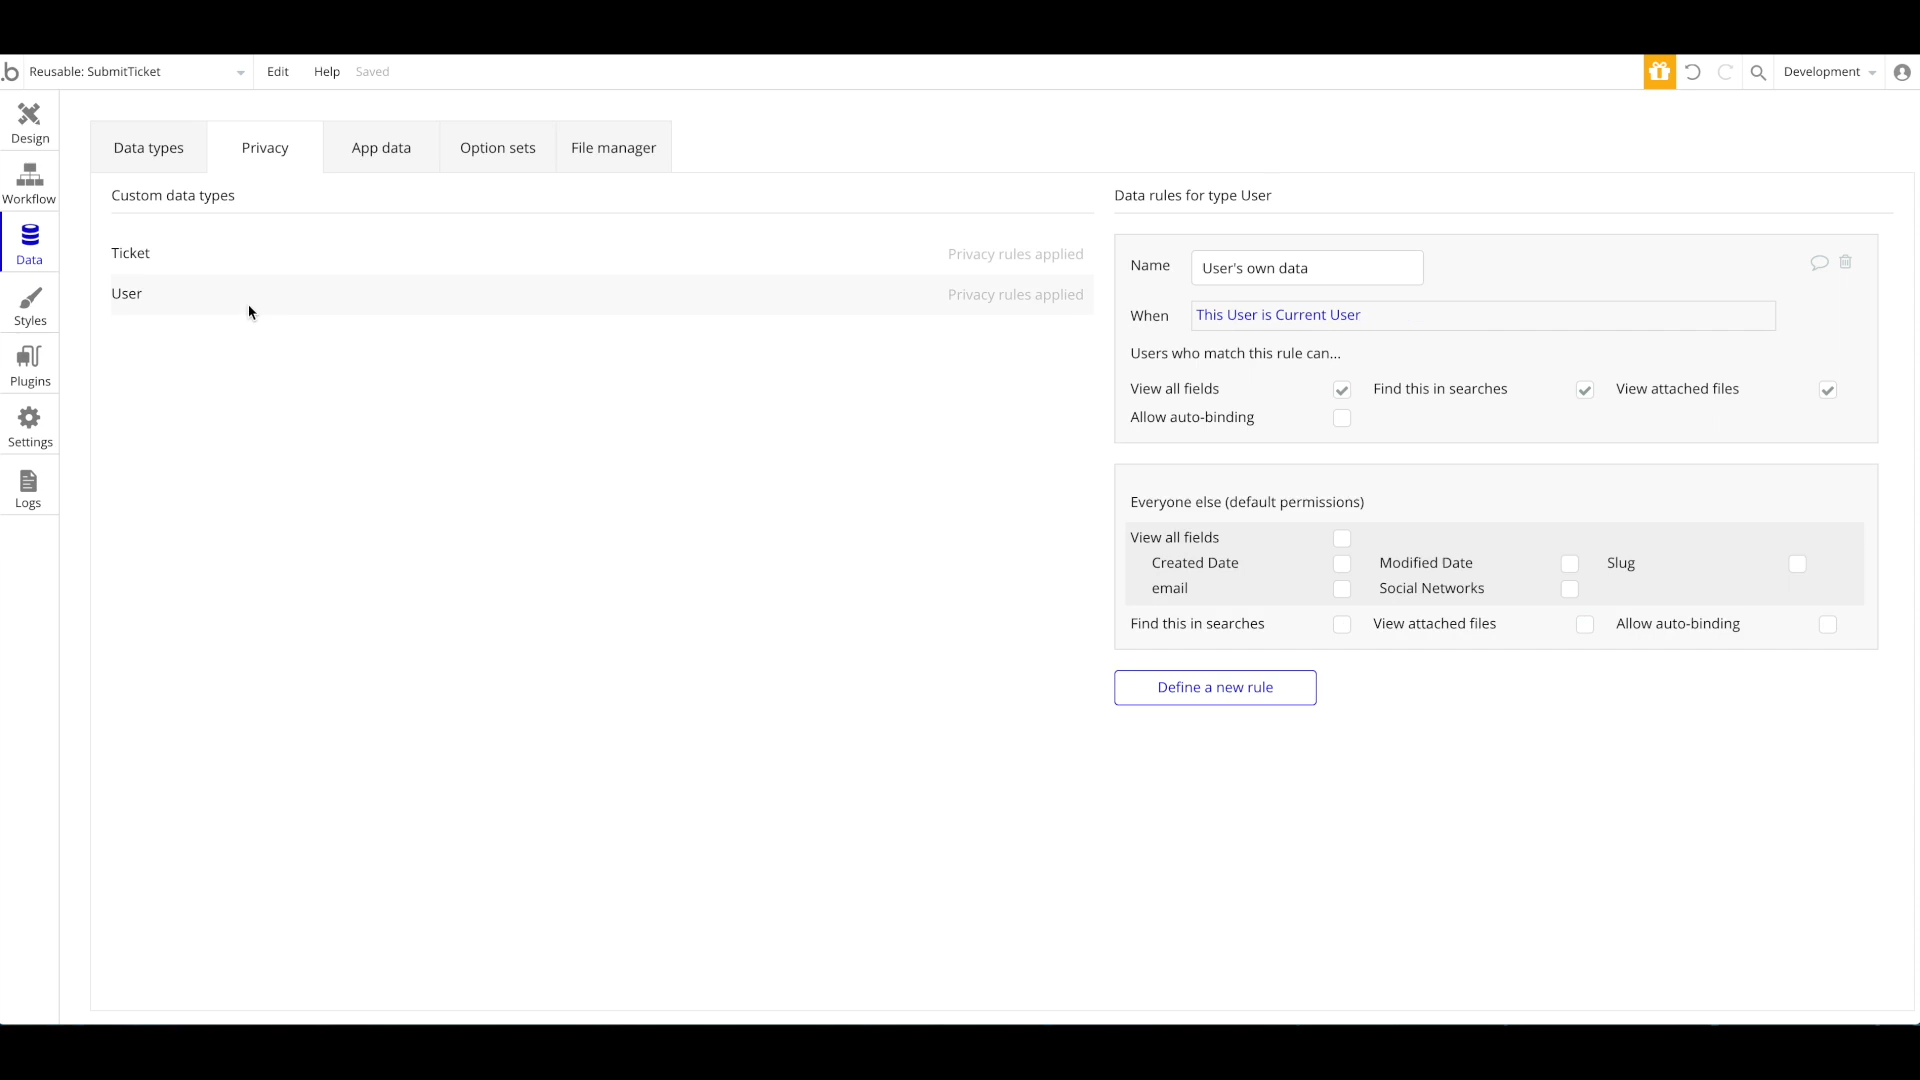 .b Reusable: SubmitTicket Edit Help Saved Development
Design
Workflow
Data
Styles
Plugins
Settings
Logs
Data types Privacy App data Option sets File manager
Custom data types
Ticket Privacy rules applied
User Privacy rules applied
Data rules for type User
Name User's own data
When This User is Current User
Users who match this rule can...
View all fields Find this in searches View attached files
Allow auto-binding
Everyone else (default permissions)
View all fields
Created Date Modified Date Slug
email Social Networks
Find this in searches View attached files Allow auto-binding
Define a new rule